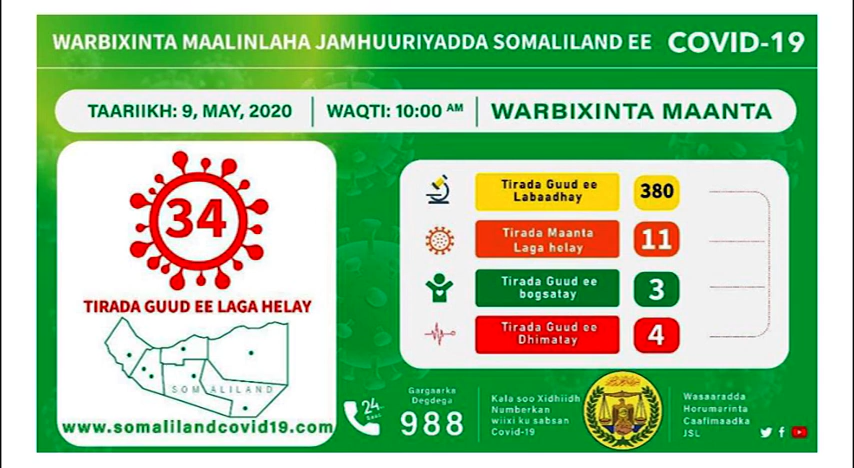 WARBIXINTA MAALINLAHA JAMHUURIYADDA SOMALILAND EE COVID-19
TAARIIKH: 9, MAY, 2020 WAQTI: 10:00 AM WARBIXINTA MAANTA
34
TIRADA GUUD EE LAGA HELAY
SOMALILAND
www.somalilandcovid19.com
Tirada Guud ee
Labaadhay
380
Tirada Maanta
Laga helay
11
Tirada Guud ee
bogsatay
3
Tirada Guud ee
Dhimatay
4
24
Saac
Gargaarka
Degdega
988
Kala soo Xidhiidh
Numberkan
wiixi ku sabsan
Covid-19
Wasaaradda
Horumarinta
Caafimaadka
JSL